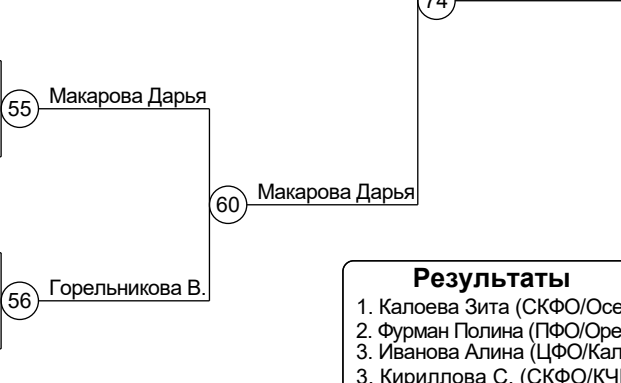 74
55 Макарова Дарья
60 Макарова Дарья
56 Горельникова В.
Результаты
1. Калоева Зита (СКФО/Осе
2. Фурман Полина (ПФО/Оре
3. Иванова Алина (ЦФО/Кал
3. Кириллова С. (СКФО/КЧ